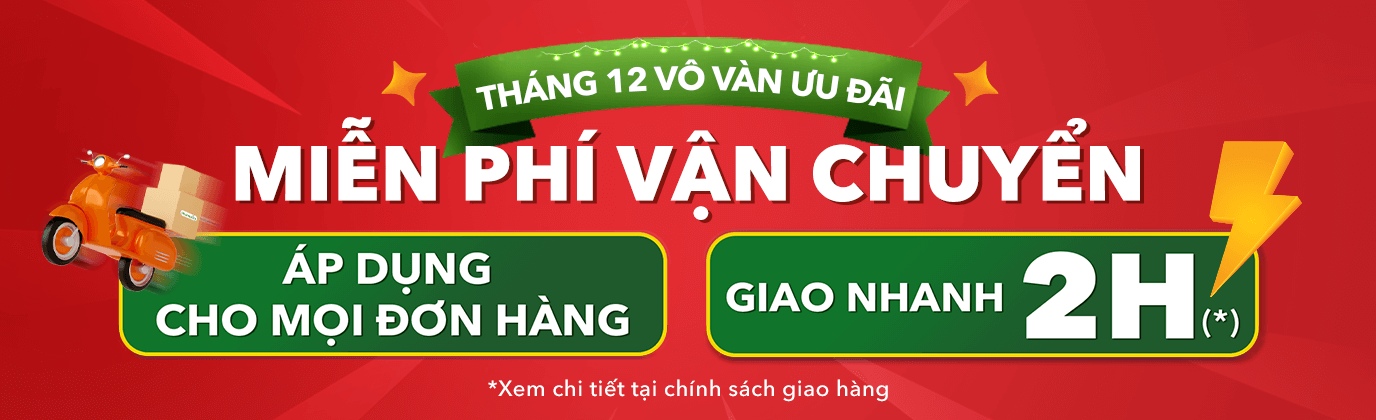 THÁNG 12 VÔ VÀN ƯU ĐÃI
MIỄN PHÍ VẬN CHUYỂN
ÁP DỤNG
CHO MỌI ĐƠN HÀNG
GIAO NHANH 2H(*)
*Xem chi tiết tại chính sách giao hàng